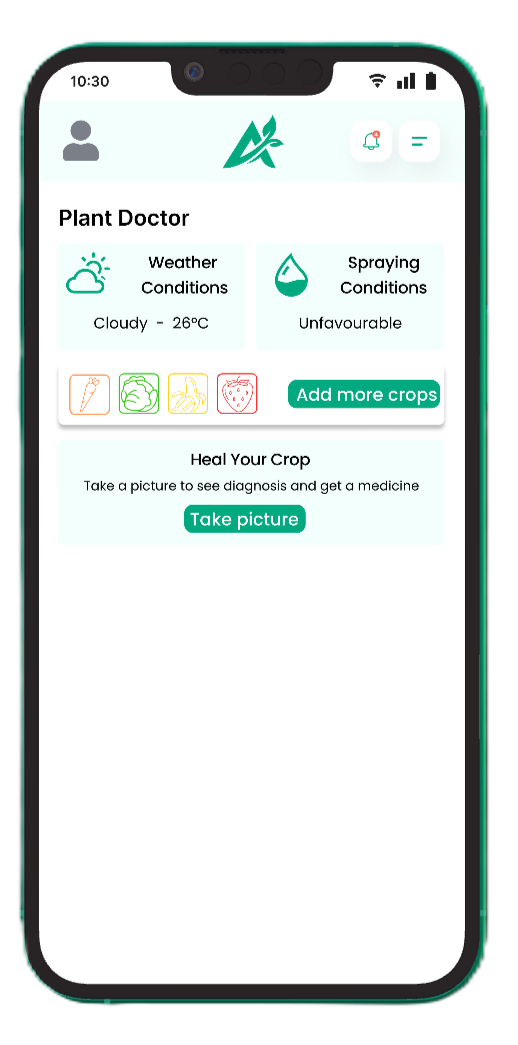 10:30
Plant Doctor
Weather
Conditions
Cloudy - 26°C
Spraying
Conditions
Unfavourable
Add more crops
Heal Your Crop
Take a picture to see diagnosis and get a medicine
Take picture